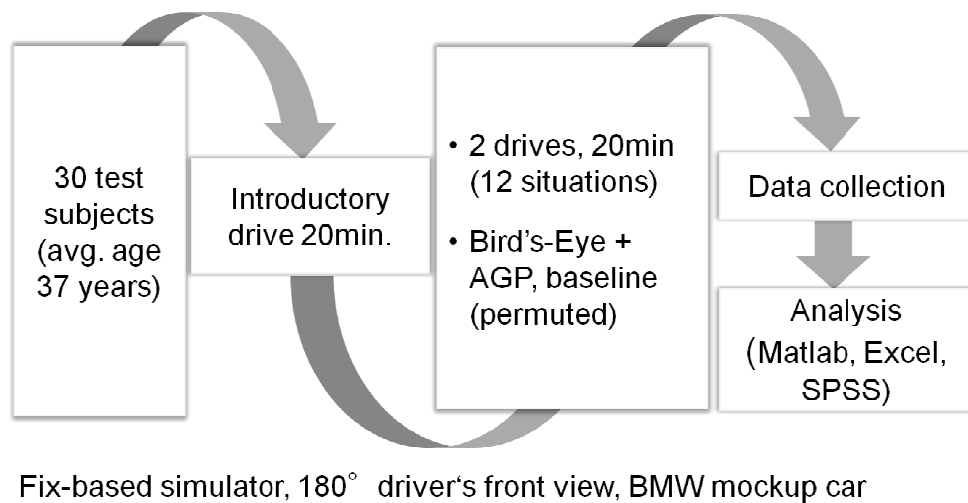 30 test
subjects
(avg. age
37 years)
Introductory
drive 20min.
• 2 drives, 20min
(12 situations)
• Bird’s-Eye +
AGP, baseline
(permuted)
Data collection
Analysis
(Matlab, Excel,
SPSS)
Fix-based simulator, 180° driver‘s front view, BMW mockup car